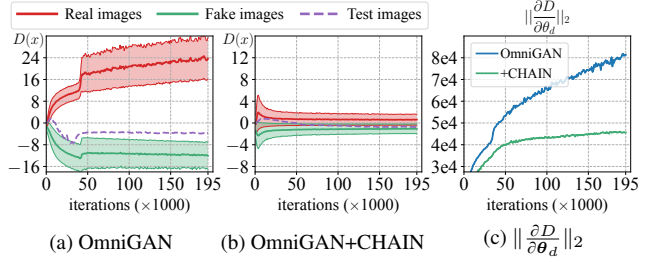 Real images Fake images Test images
D(x)
24
16
8
0
−8
−16
0 50 100 150 195
iterations (×1000)
(a) OmniGAN
D(x)
12
8
4
0
−4
−8
0 50 100 150 195
iterations (×1000)
(b) OmniGAN+CHAIN
||∂D/∂θ_d||₂
OmniGAN
+CHAIN
8e4
7e4
6e4
5e4
4e4
3e4
0 50 100 150 195
iterations (×1000)
(c) ∥ ∂D/∂θ_d ∥₂